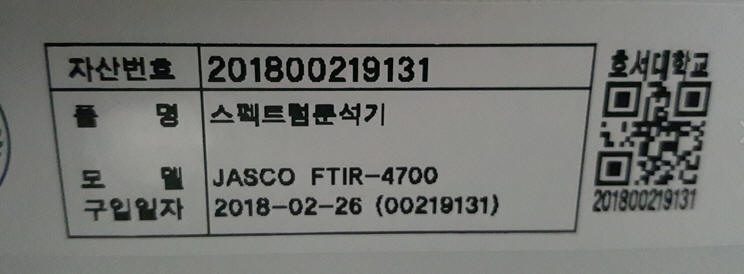 자산번호 201800219131
품 명 스펙트럼분석기
모 델 JASCO FTIR-4700
구입일자 2018-02-26 (00219131)
호서대학교
201800219131